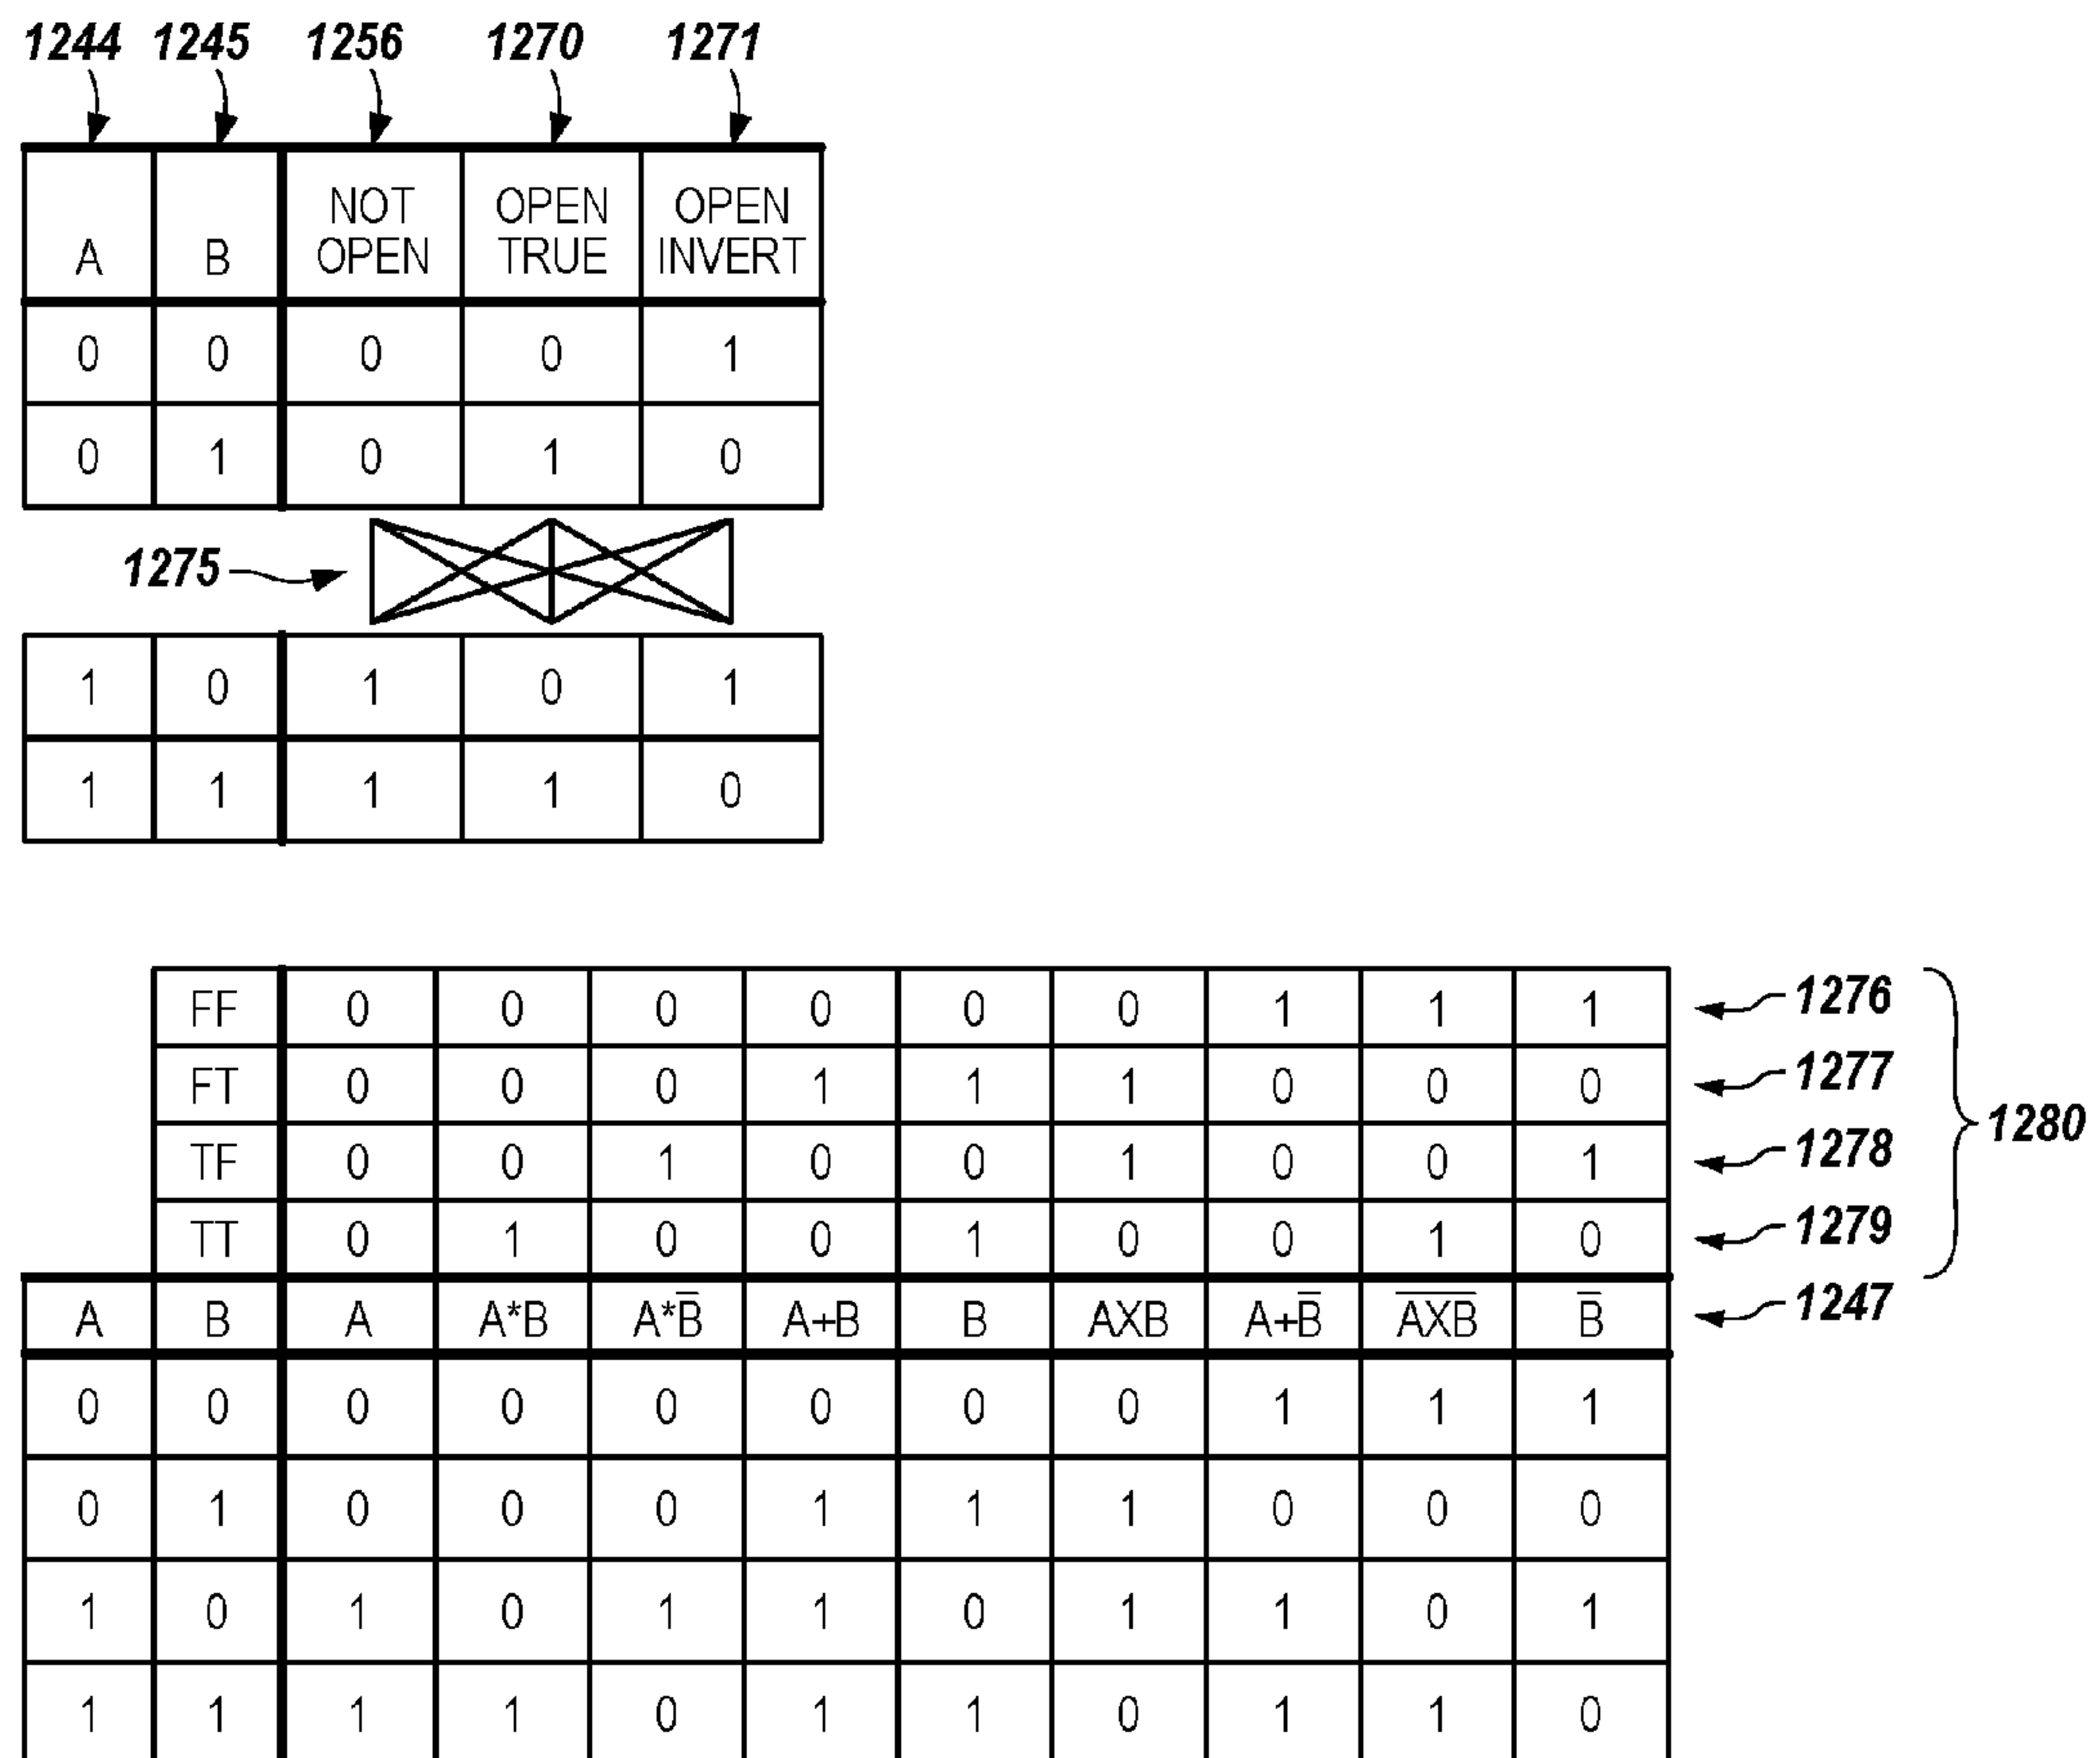 1244 1245 1256 1270 1271
A B NOT OPEN OPEN TRUE OPEN INVERT
0 0 0 0 1
0 1 0 1 0
1275
1 0 1 0 1
1 1 1 1 0
FF 0 0 0 0 0 0 1 1 1 1276
FT 0 0 0 1 1 1 0 0 0 1277
1280
TF 0 0 1 0 0 1 0 0 1 1278
TT 0 1 0 0 1 0 0 1 0 1279
A B A A*B A*B̅ A+B B AXB A+B̅ A̅X̅B̅ B̅ 1247
0 0 0 0 0 0 0 0 1 1 1
0 1 0 0 0 1 1 1 0 0 0
1 0 1 0 1 1 0 1 1 0 1
1 1 1 1 0 1 1 0 1 1 0